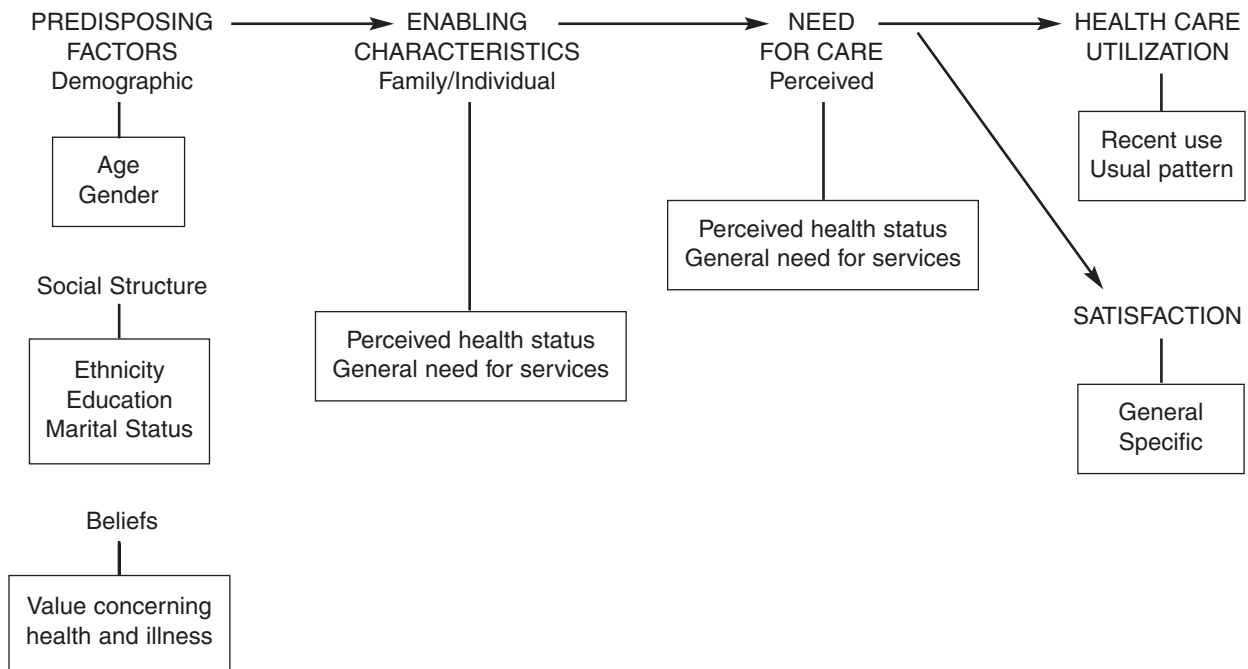 PREDISPOSING
FACTORS
Demographic
Age
Gender
Social Structure
Ethnicity
Education
Marital Status
Beliefs
Value concerning
health and illness
ENABLING
CHARACTERISTICS
Family/Individual
Perceived health status
General need for services
NEED
FOR CARE
Perceived
Perceived health status
General need for services
HEALTH CARE
UTILIZATION
Recent use
Usual pattern
SATISFACTION
General
Specific